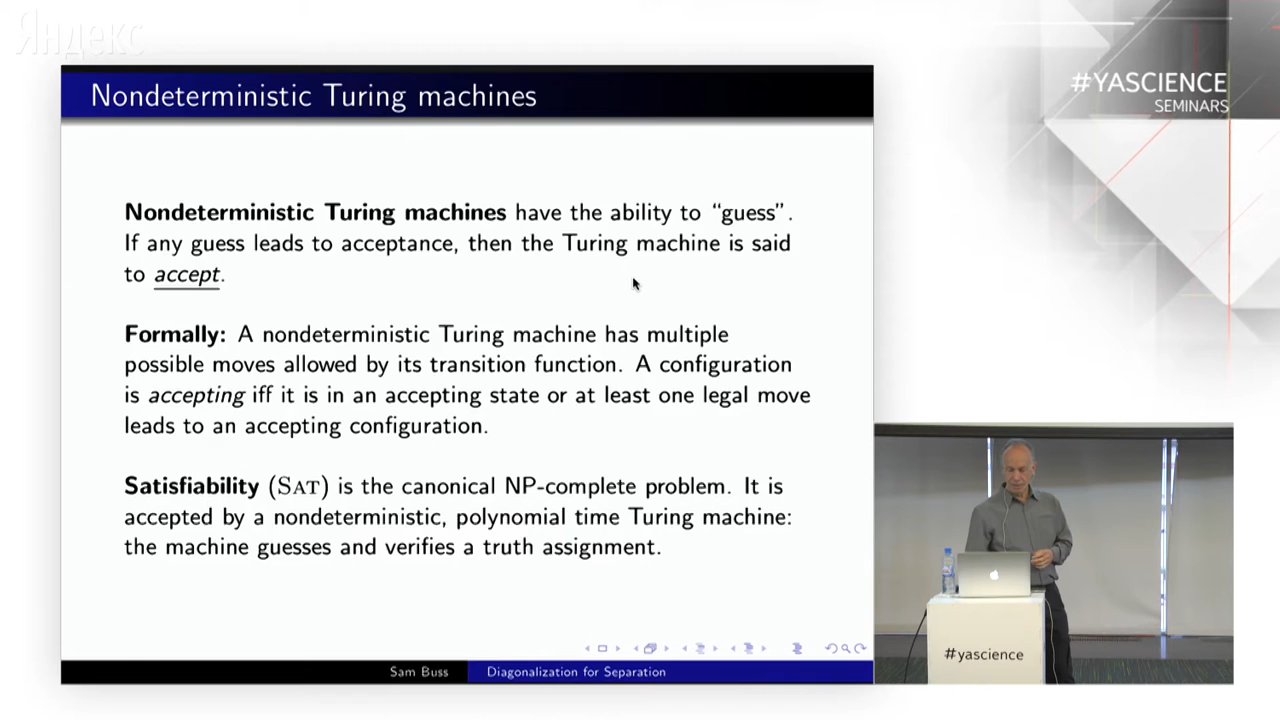 Яндекс
#YASCIENCE
SEMINARS
Nondeterministic Turing machines
Nondeterministic Turing machines have the ability to “guess”.
If any guess leads to acceptance, then the Turing machine is said
to accept.
Formally: A nondeterministic Turing machine has multiple
possible moves allowed by its transition function. A configuration
is accepting iff it is in an accepting state or at least one legal move
leads to an accepting configuration.
Satisfiability (SAT) is the canonical NP-complete problem. It is
accepted by a nondeterministic, polynomial time Turing machine:
the machine guesses and verifies a truth assignment.
Sam Buss
Diagonalization for Separation
#yascience